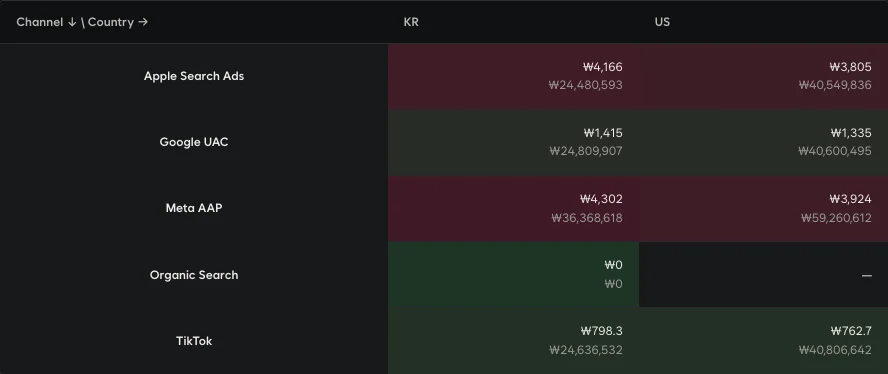 Channel ↓ \ Country → KR US
Apple Search Ads ₩4,166 ₩3,805
₩24,480,593 ₩40,549,836
Google UAC ₩1,415 ₩1,335
₩24,809,907 ₩40,600,495
Meta AAP ₩4,302 ₩3,924
₩36,368,618 ₩59,260,612
Organic Search ₩0 —
₩0
TikTok ₩798.3 ₩762.7
₩24,636,532 ₩40,806,642